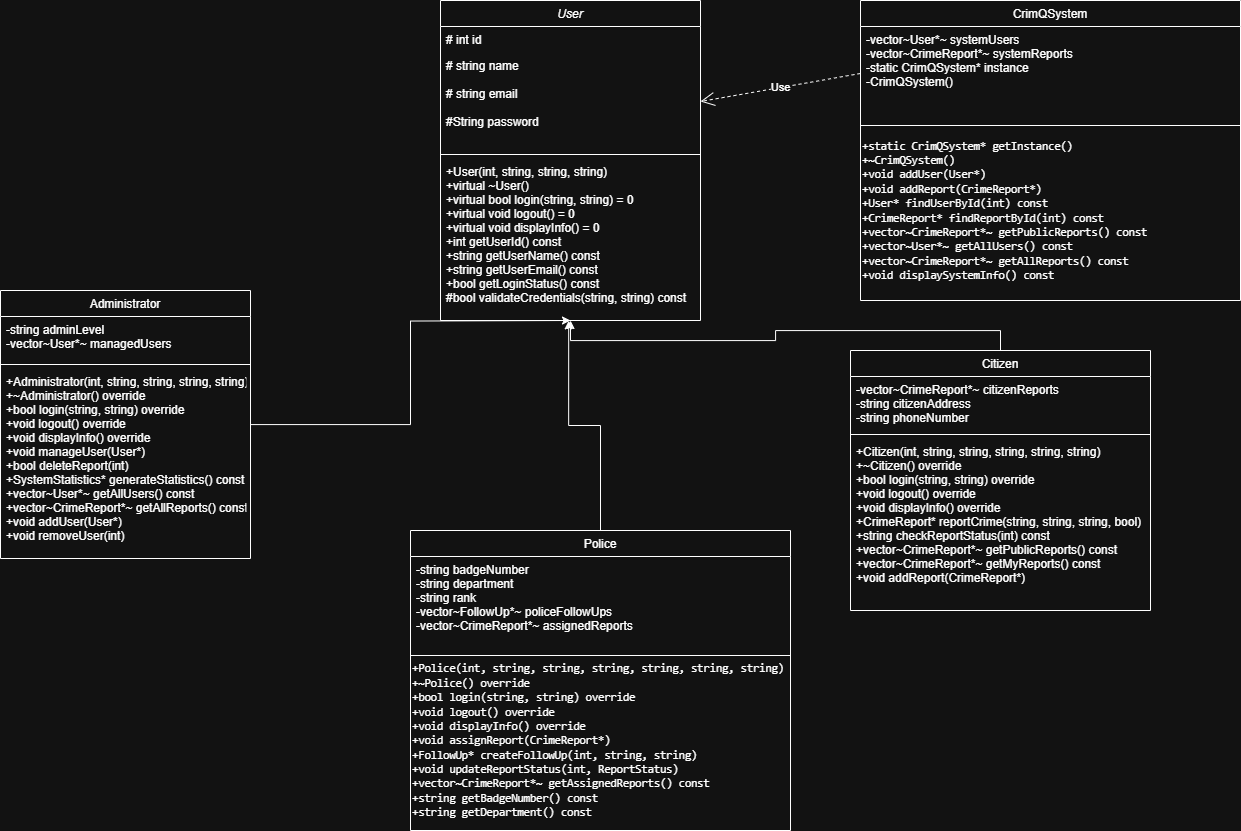 User
# int id
# string name
# string email
#String password
+User(int, string, string, string)
+virtual ~User()
+virtual bool login(string, string) = 0
+virtual void logout() = 0
+virtual void displayInfo() = 0
+int getUserId() const
+string getUserName() const
+string getUserEmail() const
+bool getLoginStatus() const
#bool validateCredentials(string, string) const
Use
CrimQSystem
-vector~User*~ systemUsers
-vector~CrimeReport*~ systemReports
-static CrimQSystem* instance
-CrimQSystem()
+static CrimQSystem* getInstance()
+~CrimQSystem()
+void addUser(User*)
+void addReport(CrimeReport*)
+User* findUserById(int) const
+CrimeReport* findReportById(int) const
+vector~CrimeReport*~ getPublicReports() const
+vector~User*~ getAllUsers() const
+vector~CrimeReport*~ getAllReports() const
+void displaySystemInfo() const
Administrator
-string adminLevel
-vector~User*~ managedUsers
+Administrator(int, string, string, string, string)
+~Administrator() override
+bool login(string, string) override
+void logout() override
+void displayInfo() override
+void manageUser(User*)
+bool deleteReport(int)
+SystemStatistics* generateStatistics() const
+vector~User*~ getAllUsers() const
+vector~CrimeReport*~ getAllReports() const
+void addUser(User*)
+void removeUser(int)
Citizen
-vector~CrimeReport*~ citizenReports
-string citizenAddress
-string phoneNumber
+Citizen(int, string, string, string, string, string)
+~Citizen() override
+bool login(string, string) override
+void logout() override
+void displayInfo() override
+CrimeReport* reportCrime(string, string, string, bool)
+string checkReportStatus(int) const
+vector~CrimeReport*~ getPublicReports() const
+vector~CrimeReport*~ getMyReports() const
+void addReport(CrimeReport*)
Police
-string badgeNumber
-string department
-string rank
-vector~FollowUp*~ policeFollowUps
-vector~CrimeReport*~ assignedReports
+Police(int, string, string, string, string, string, string)
+~Police() override
+bool login(string, string) override
+void logout() override
+void displayInfo() override
+void assignReport(CrimeReport*)
+FollowUp* createFollowUp(int, string, string)
+void updateReportStatus(int, ReportStatus)
+vector~CrimeReport*~ getAssignedReports() const
+string getBadgeNumber() const
+string getDepartment() const